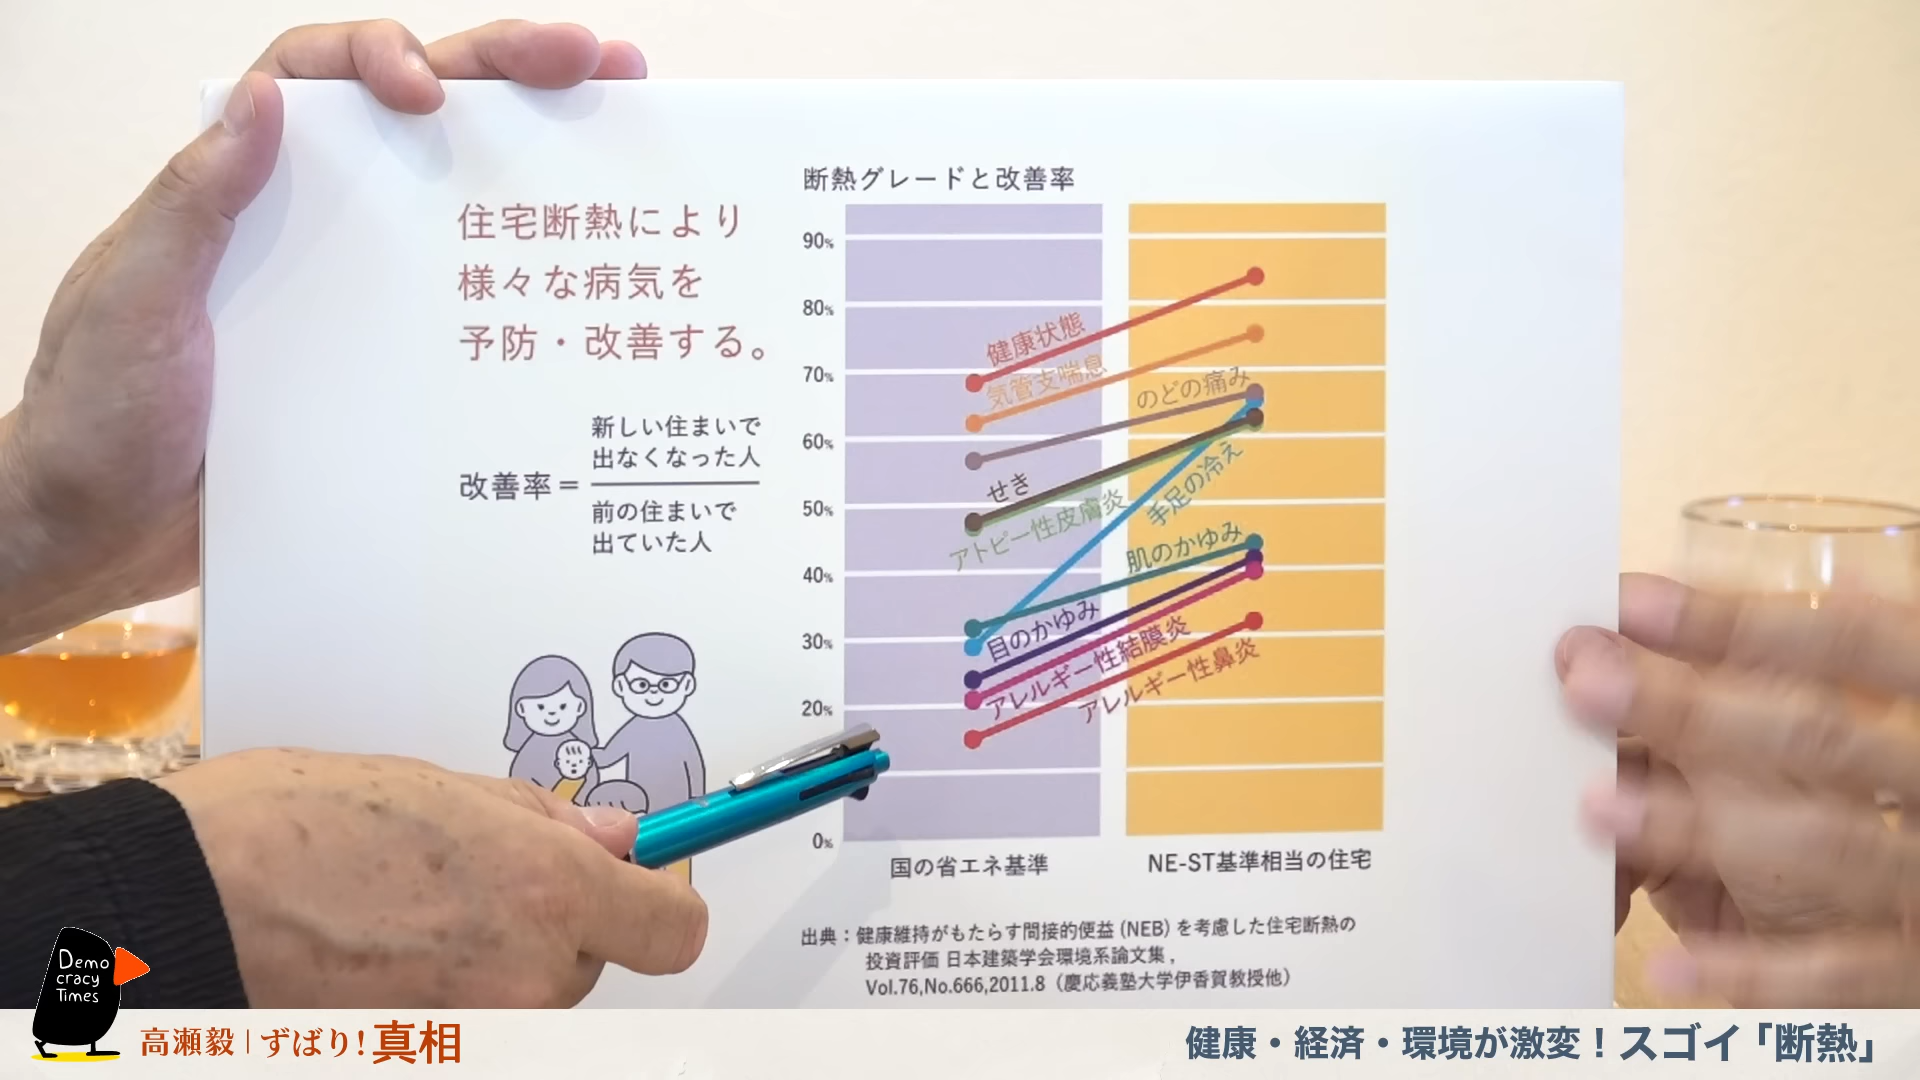 断熱グレードと改善率
住宅断熱により
様々な病気を
予防・改善する。
改善率＝
新しい住まいで
出なくなった人
前の住まいで
出ていた人
90%
80%
70%
60%
50%
40%
30%
20%
0%
健康状態
気管支喘息
のどの痛み
せき
アトピー性皮膚炎
手足の冷え
肌のかゆみ
目のかゆみ
アレルギー性結膜炎
アレルギー性鼻炎
国の省エネ基準
NE-ST基準相当の住宅
出典：健康維持がもたらす間接的便益 (NEB) を考慮した住宅断熱の
投資評価 日本建築学会環境系論文集 ,
Vol.76,No.666,2011.8（慶応義塾大学伊香賀教授他）
Demo
cracy
Times
高瀬毅｜ずばり！真相
健康・経済・環境が激変！スゴイ「断熱」